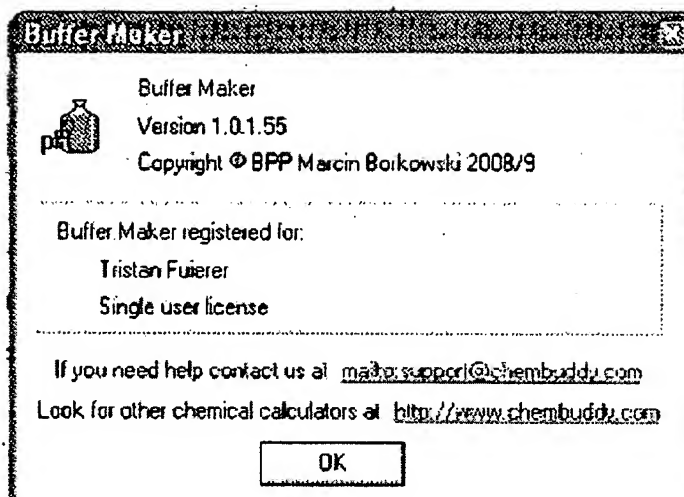 Buffer Maker
Buffer Maker
pH
Version 1.0.1.55
Copyright © BPP Marcin Borkowski 2008/9
Buffer Maker registered for:
Tristan Fuierer
Single user license
If you need help contact us at mailto:support@chembuddy.com
Look for other chemical calculators at http://www.chembuddy.com
OK